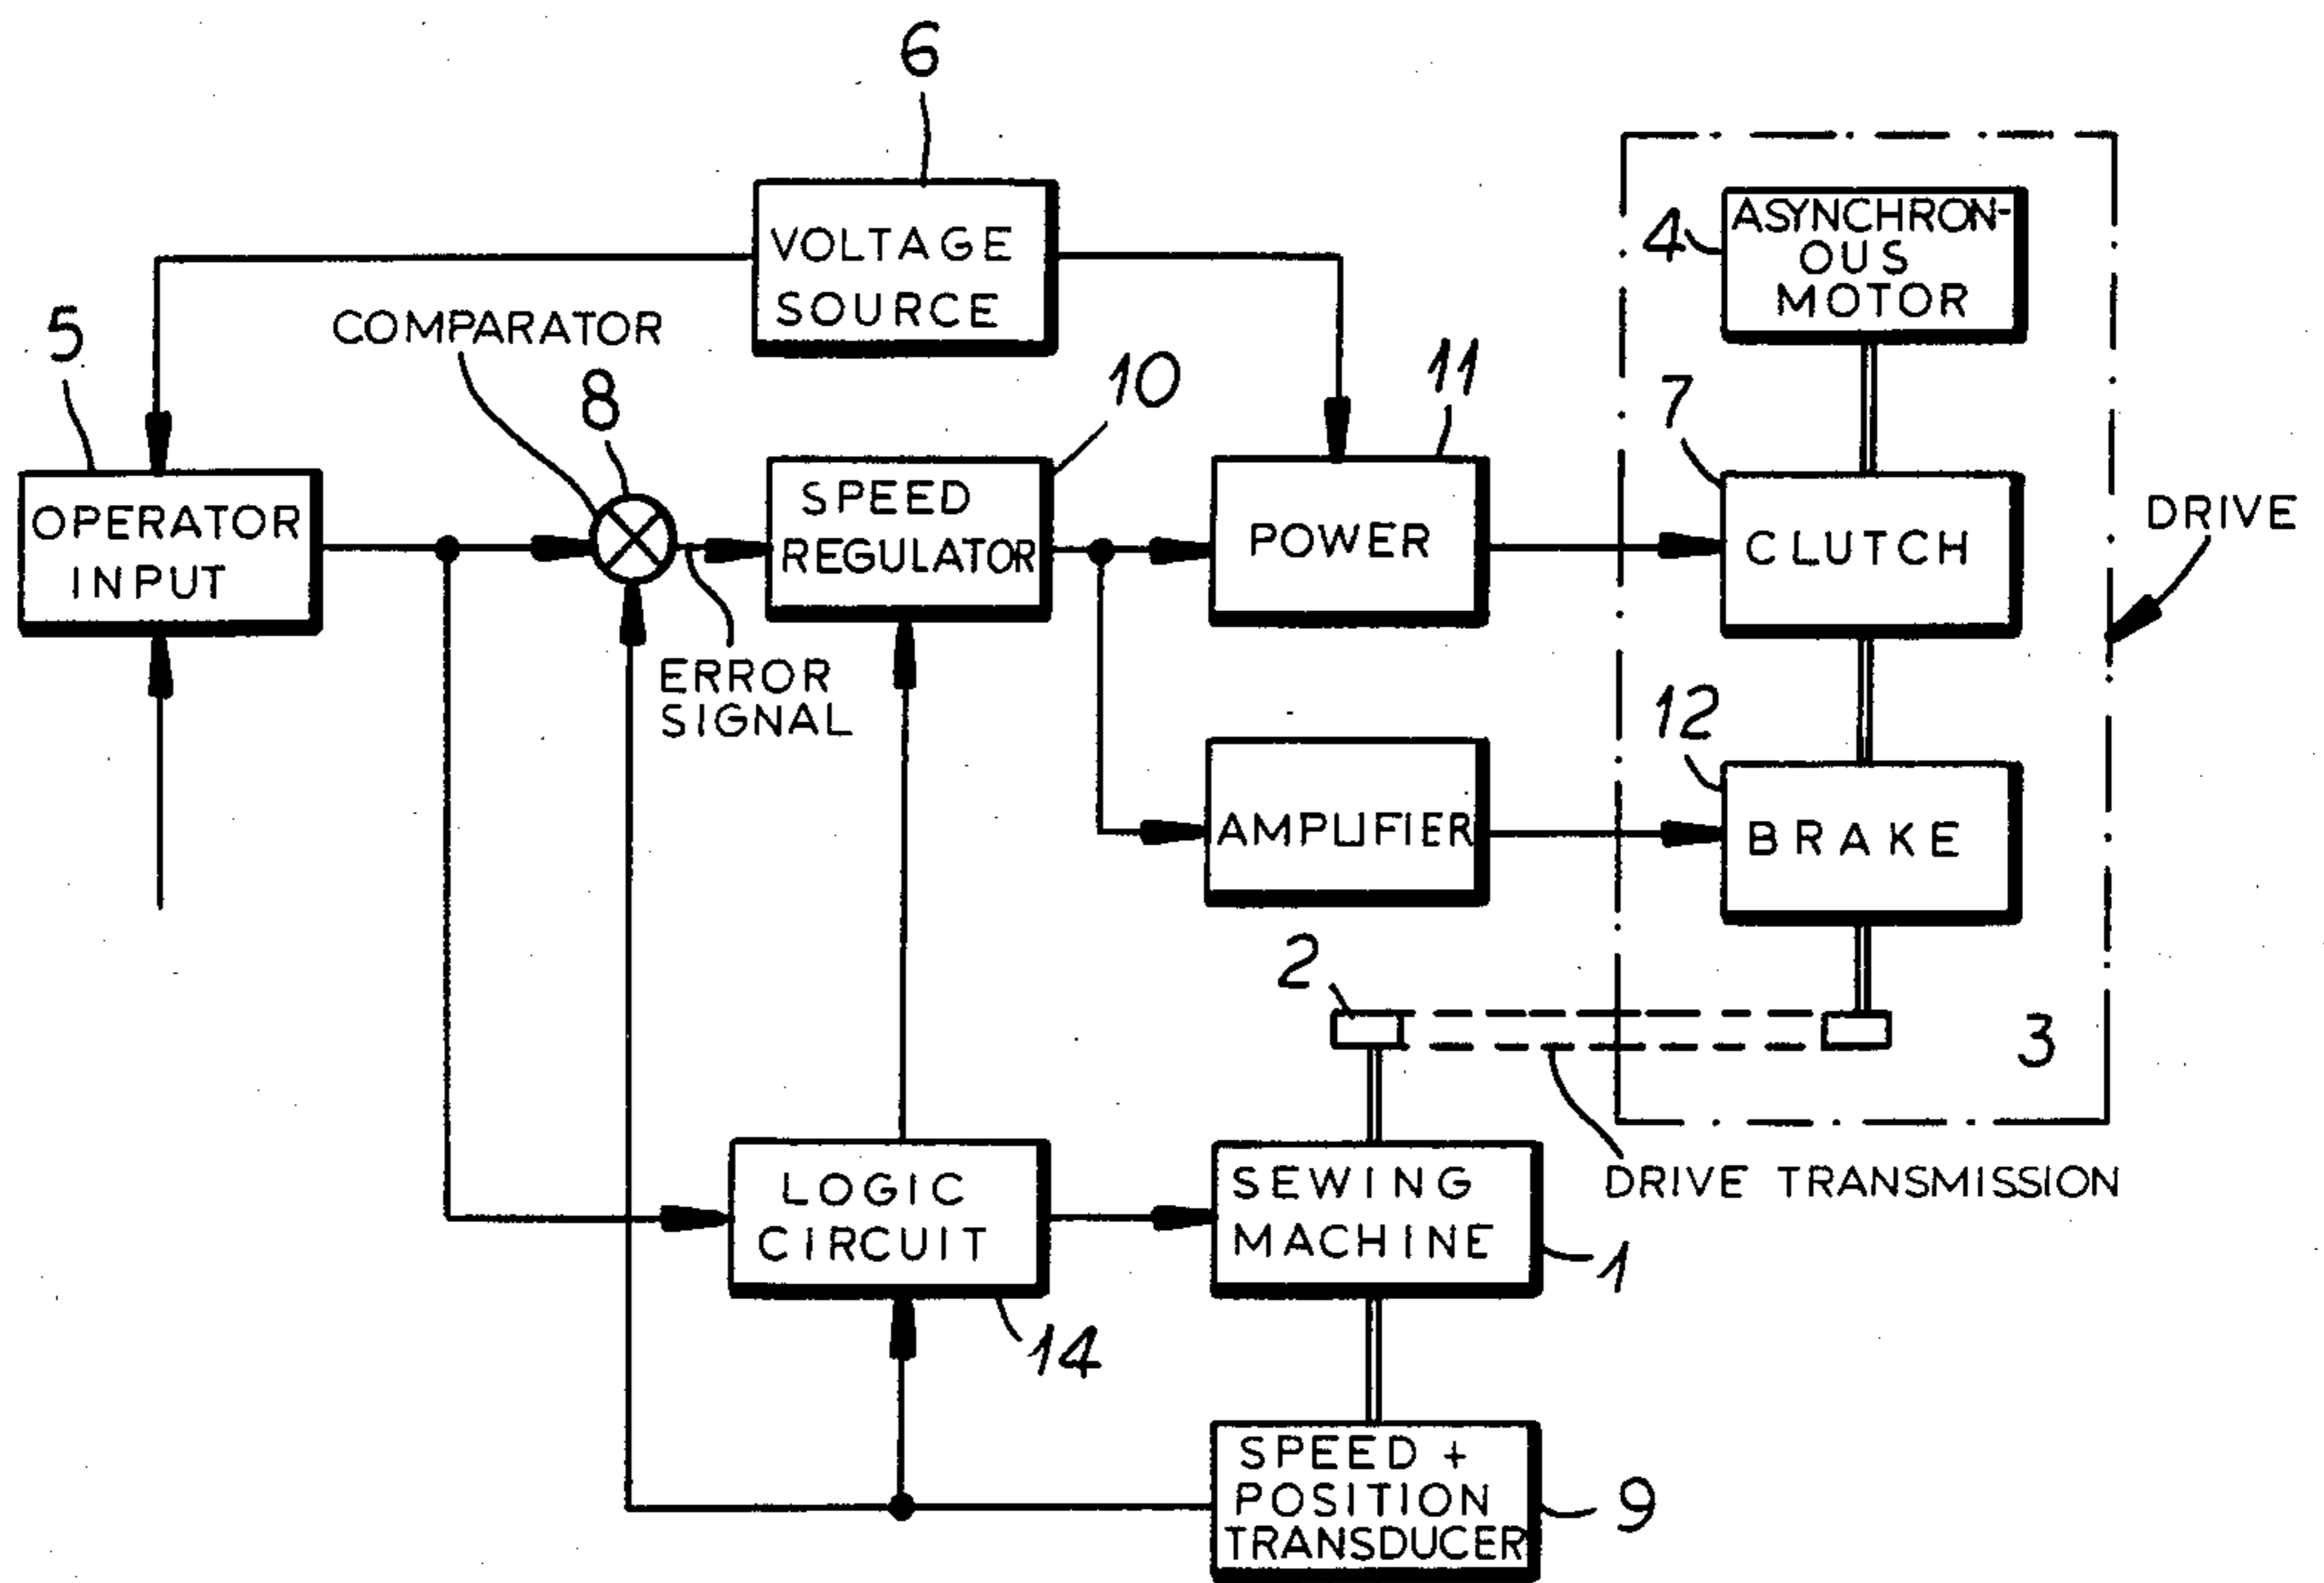 6
VOLTAGE
SOURCE
4
ASYNCHRON-
OUS
MOTOR
COMPARATOR
5
8
10
11
7
OPERATOR
INPUT
SPEED
REGULATOR
POWER
CLUTCH
DRIVE
ERROR
SIGNAL
12
AMPLIFIER
BRAKE
2
3
LOGIC
CIRCUIT
SEWING
MACHINE
DRIVE TRANSMISSION
1
14
SPEED +
POSITION
TRANSDUCER
9